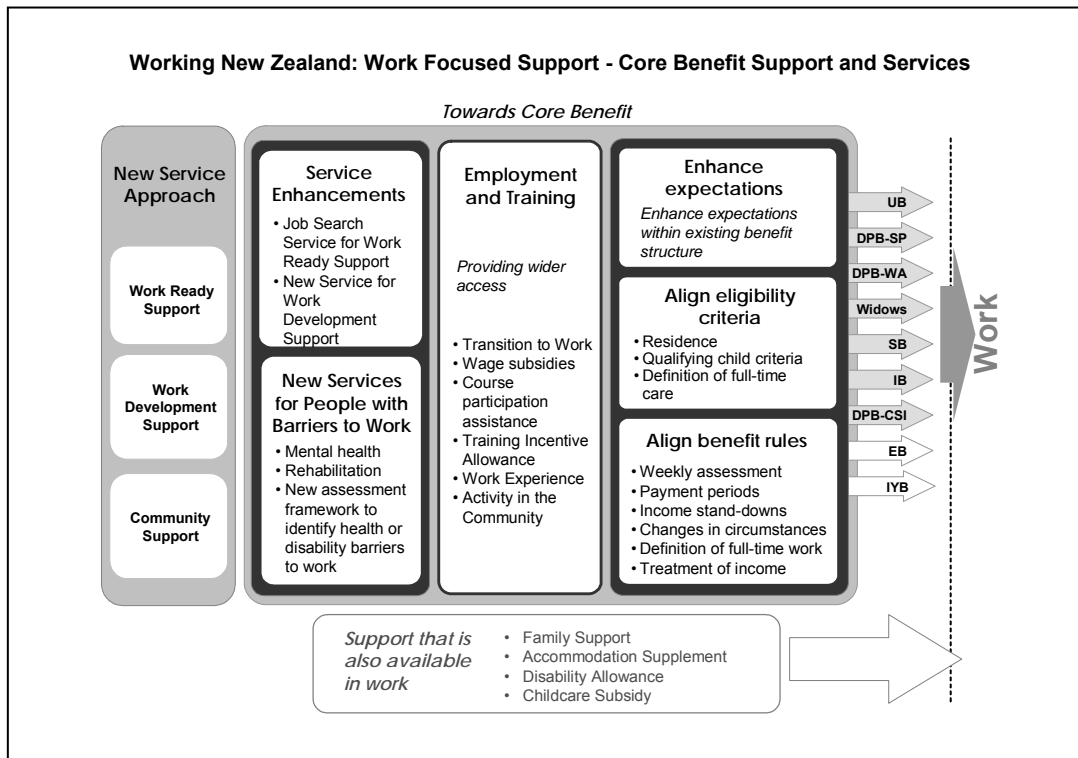 Working New Zealand: Work Focused Support - Core Benefit Support and Services
Towards Core Benefit
New Service
Approach
Work Ready
Support
Work
Development
Support
Community
Support
Service
Enhancements
• Job Search
Service for Work
Ready Support
• New Service for
Work
Development
Support
New Services
for People with
Barriers to Work
• Mental health
• Rehabilitation
• New assessment
framework to
identify health or
disability barriers
to work
Employment
and Training
Providing wider
access
• Transition to Work
• Wage subsidies
• Course
participation
assistance
• Training Incentive
Allowance
• Work Experience
• Activity in the
Community
Enhance
expectations
Enhance expectations
within existing benefit
structure
Align eligibility
criteria
• Residence
• Qualifying child criteria
• Definition of full-time
care
Align benefit rules
• Weekly assessment
• Payment periods
• Income stand-downs
• Changes in circumstances
• Definition of full-time work
• Treatment of income
UB
DPB-SP
DPB-WA
Widows
SB
IB
DPB-CSI
EB
IYB
Work
Support that is
also available
in work
• Family Support
• Accommodation Supplement
• Disability Allowance
• Childcare Subsidy